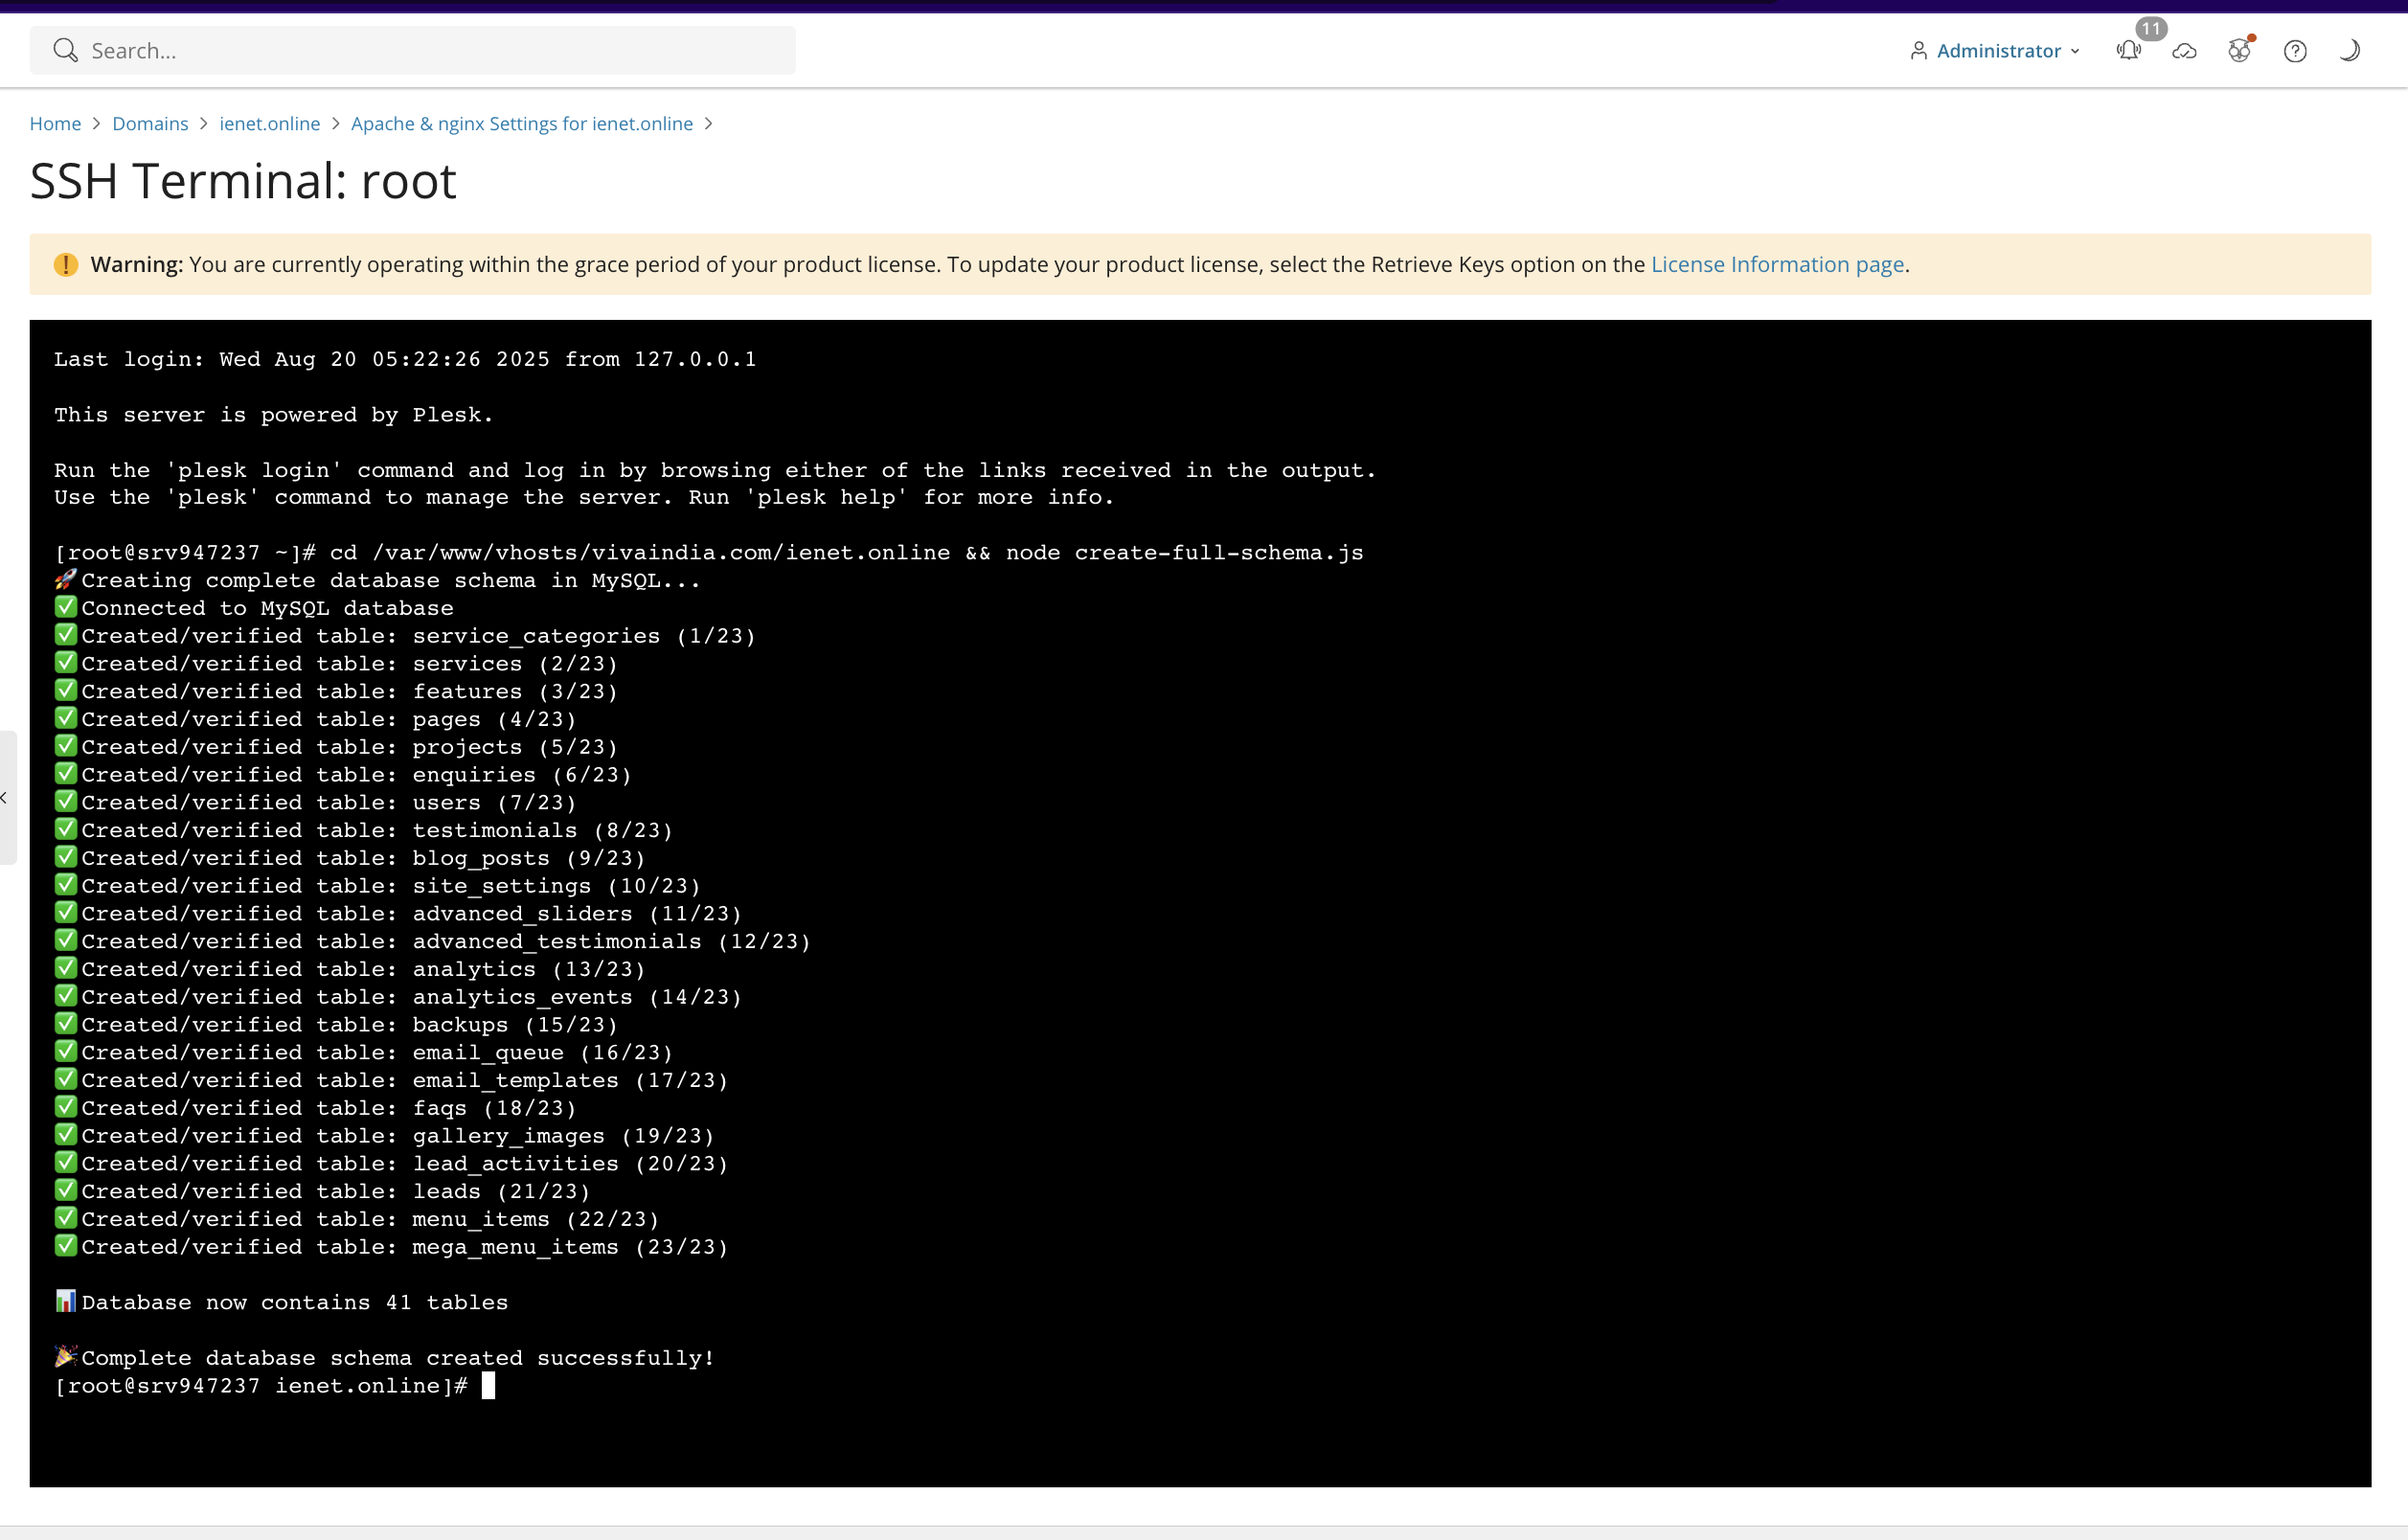 Search...
Administrator
11
Home > Domains > ienet.online > Apache & nginx Settings for ienet.online >
SSH Terminal: root
Warning: You are currently operating within the grace period of your product license. To update your product license, select the Retrieve Keys option on the License Information page.
Last login: Wed Aug 20 05:22:26 2025 from 127.0.0.1
This server is powered by Plesk.
Run the 'plesk login' command and log in by browsing either of the links received in the output.
Use the 'plesk' command to manage the server. Run 'plesk help' for more info.
[root@srv947237 ~]# cd /var/www/vhosts/vivaindia.com/ienet.online && node create-full-schema.js
🚀 Creating complete database schema in MySQL...
✅ Connected to MySQL database
✅ Created/verified table: service_categories (1/23)
✅ Created/verified table: services (2/23)
✅ Created/verified table: features (3/23)
✅ Created/verified table: pages (4/23)
✅ Created/verified table: projects (5/23)
✅ Created/verified table: enquiries (6/23)
✅ Created/verified table: users (7/23)
✅ Created/verified table: testimonials (8/23)
✅ Created/verified table: blog_posts (9/23)
✅ Created/verified table: site_settings (10/23)
✅ Created/verified table: advanced_sliders (11/23)
✅ Created/verified table: advanced_testimonials (12/23)
✅ Created/verified table: analytics (13/23)
✅ Created/verified table: analytics_events (14/23)
✅ Created/verified table: backups (15/23)
✅ Created/verified table: email_queue (16/23)
✅ Created/verified table: email_templates (17/23)
✅ Created/verified table: faqs (18/23)
✅ Created/verified table: gallery_images (19/23)
✅ Created/verified table: lead_activities (20/23)
✅ Created/verified table: leads (21/23)
✅ Created/verified table: menu_items (22/23)
✅ Created/verified table: mega_menu_items (23/23)
📊 Database now contains 41 tables
🎉 Complete database schema created successfully!
[root@srv947237 ienet.online]#